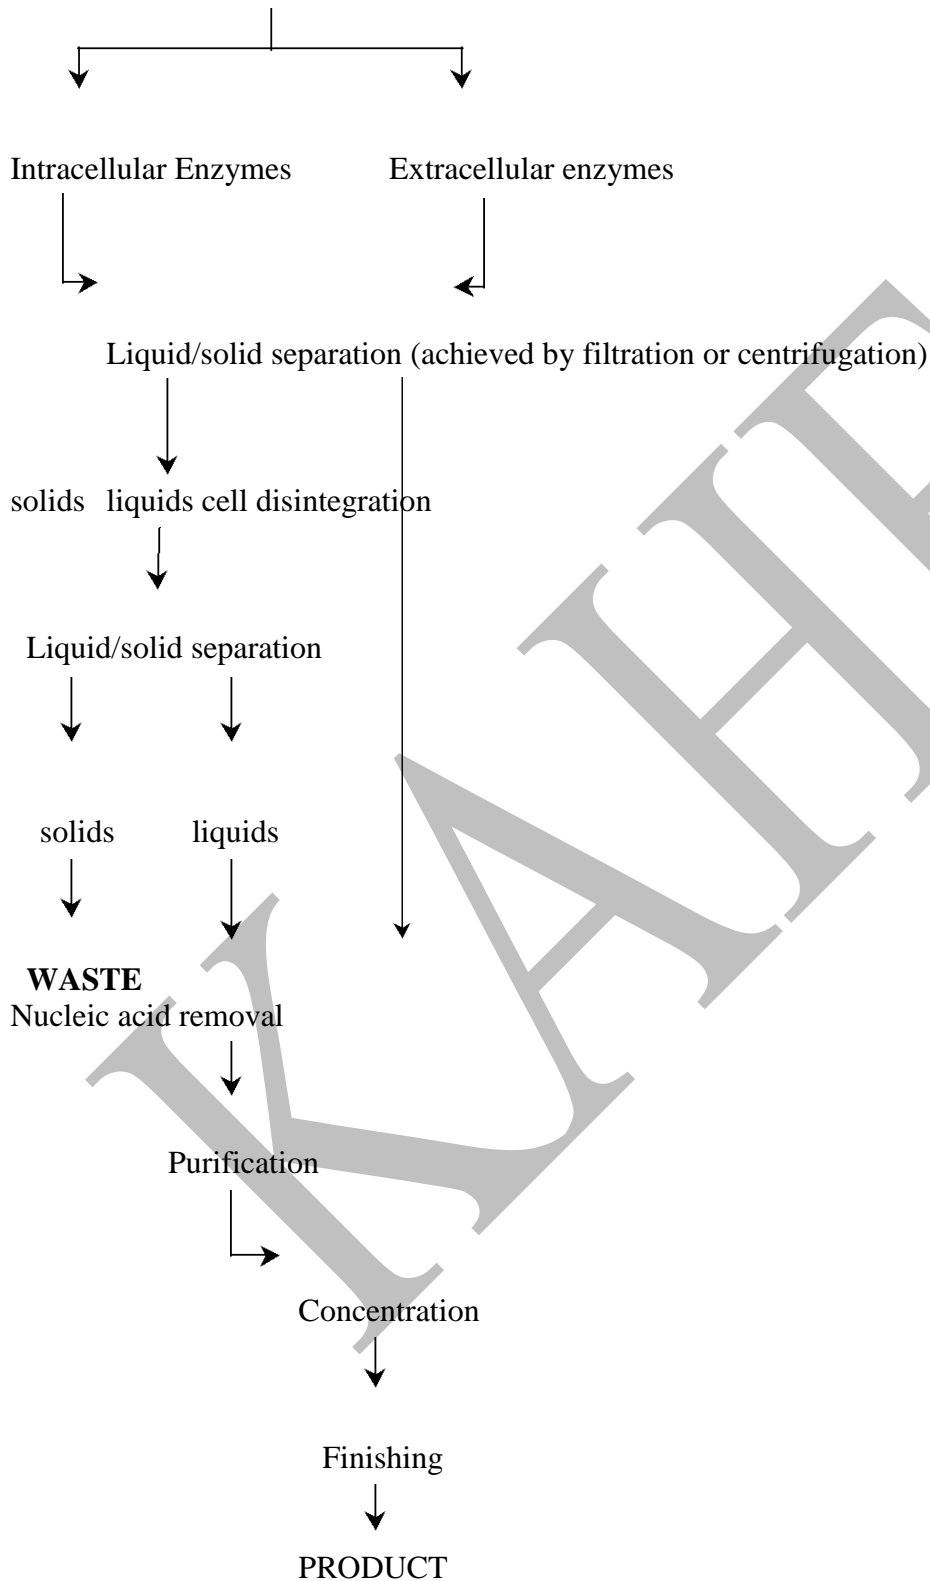 Intracellular Enzymes Extracellular enzymes
Liquid/solid separation (achieved by filtration or centrifugation)
solids liquids cell disintegration
Liquid/solid separation
solids liquids
WASTE
Nucleic acid removal
Purification
Concentration
Finishing
PRODUCT
KAHE